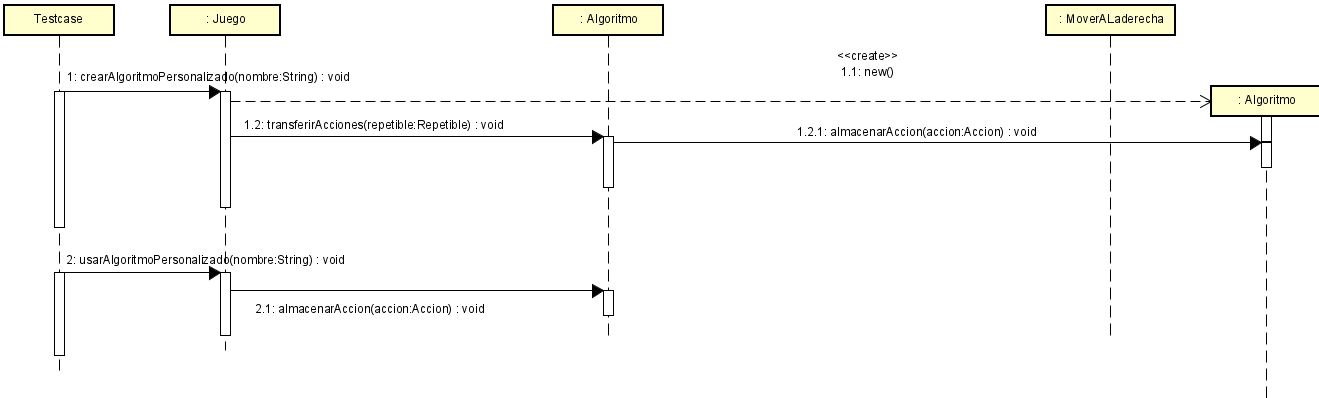 Testcase
: Juego
: Algoritmo
: MoverALaderecha
<<create>>
1.1: new()
1: crearAlgoritmoPersonalizado(nombre:String) : void
: Algoritmo
1.2: transferirAcciones(repetible:Repetible) : void
1.2.1: almacenarAccion(accion:Accion) : void
2: usarAlgoritmoPersonalizado(nombre:String) : void
2.1: almacenarAccion(accion:Accion) : void